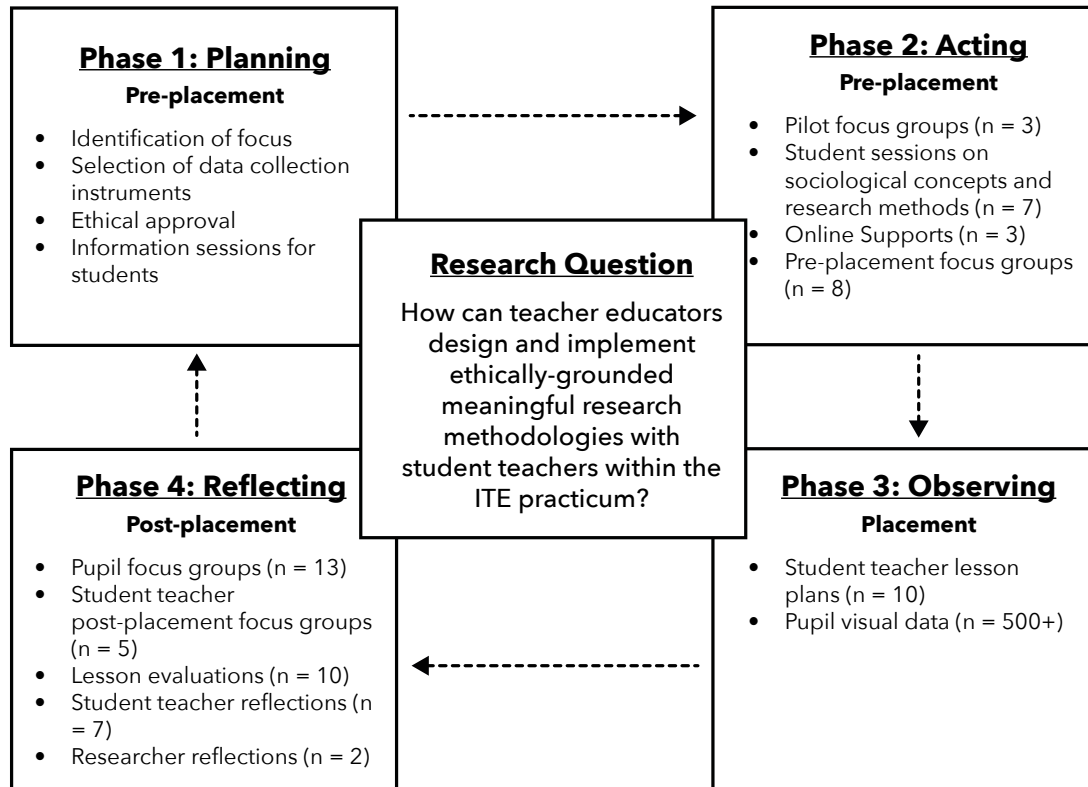 Phase 1: Planning
Pre-placement
• Identification of focus
• Selection of data collection
instruments
• Ethical approval
• Information sessions for
students
Phase 2: Acting
Pre-placement
• Pilot focus groups (n = 3)
• Student sessions on
sociological concepts and
research methods (n = 7)
• Online Supports (n = 3)
• Pre-placement focus groups
(n = 8)
Research Question
How can teacher educators
design and implement
ethically-grounded
meaningful research
methodologies with
student teachers within the
ITE practicum?
Phase 4: Reflecting
Post-placement
• Pupil focus groups (n = 13)
• Student teacher
post-placement focus groups
(n = 5)
• Lesson evaluations (n = 10)
• Student teacher reflections (n
= 7)
• Researcher reflections (n = 2)
Phase 3: Observing
Placement
• Student teacher lesson
plans (n = 10)
• Pupil visual data (n = 500+)